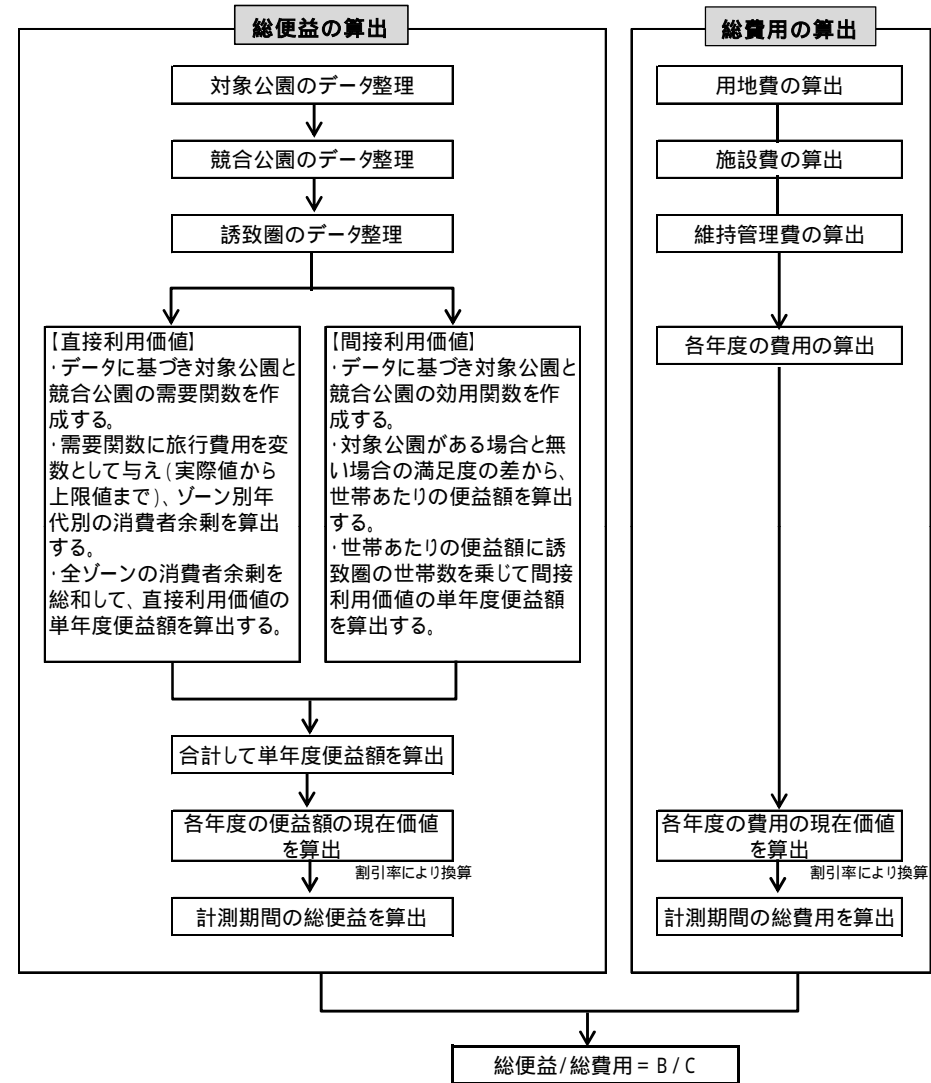 総便益の算出
対象公園のデータ整理
競合公園のデータ整理
誘致圏のデータ整理
【直接利用価値】
・データに基づき対象公園と
競合公園の需要関数を作
成する。
・需要関数に旅行費用を変
数として与え(実際値から
上限値まで)、ゾーン別年
代別の消費者余剰を算出
する。
・全ゾーンの消費者余剰を
総和して、直接利用価値の
単年度便益額を算出する。
【間接利用価値】
・データに基づき対象公園と
競合公園の効用関数を作
成する。
・対象公園がある場合と無
い場合の満足度の差から、
世帯あたりの便益額を算出
する。
・世帯あたりの便益額に誘
致圏の世帯数を乗じて間接
利用価値の単年度便益額
を算出する。
合計して単年度便益額を算出
各年度の便益額の現在価値
を算出
割引率により換算
計測期間の総便益を算出
総費用の算出
用地費の算出
施設費の算出
維持管理費の算出
各年度の費用の算出
各年度の費用の現在価値
を算出
割引率により換算
計測期間の総費用を算出
総便益/総費用=B/C